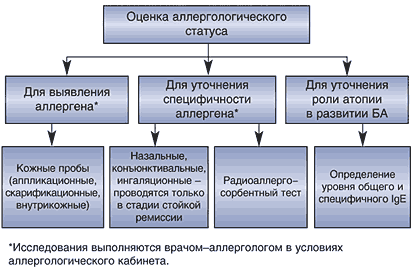 Оценка аллергологического
статуса
Для выявления
аллергена*
Для уточнения
специфичности
аллергена*
Для уточнения
роли атопии
в развитии БА
Кожные пробы
(аппликационные,
скарификационные,
внутрикожные)
Назальные,
конъюнктивальные,
ингаляционные –
проводятся только
в стадии стойкой
ремиссии
Радиоаллерго-
сорбентный тест
Определение
уровня общего и
специфичного IgE
*Исследования выполняются врачом–аллергологом в условиях
аллергологического кабинета.